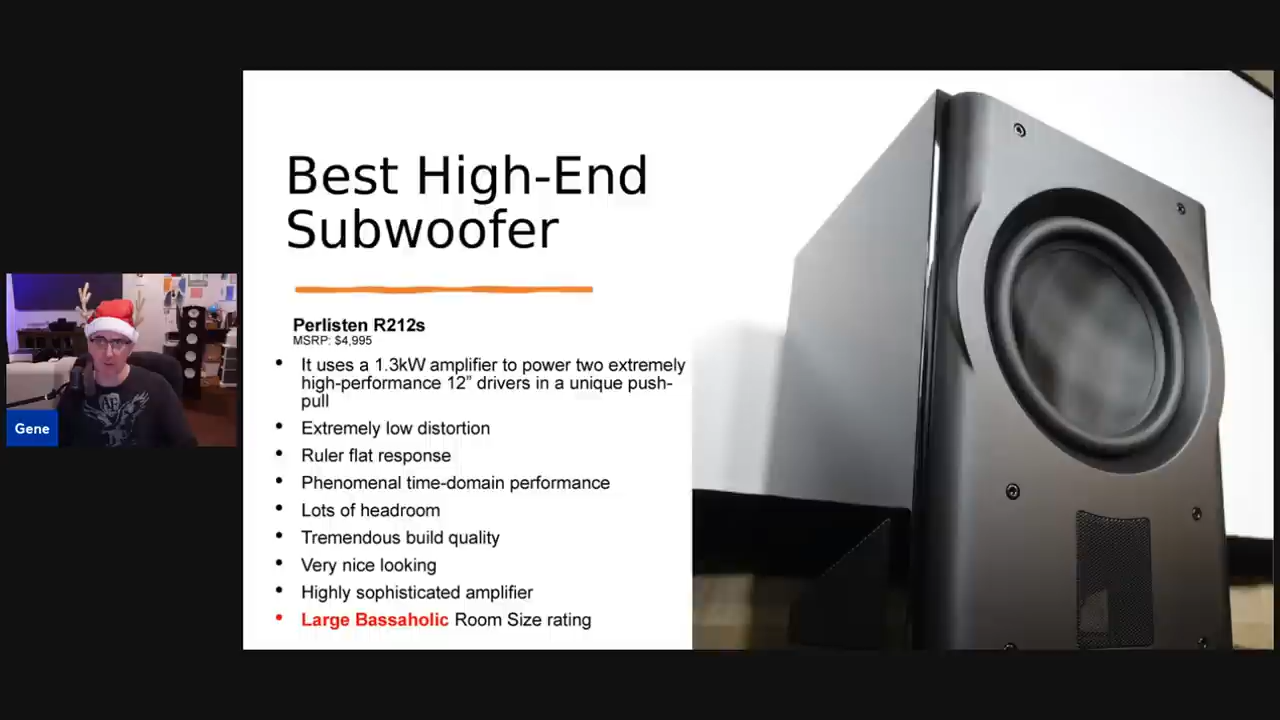 Best High-End
Subwoofer
Perlisten R212s
MSRP: $4,995
• It uses a 1.3kW amplifier to power two extremely
high-performance 12” drivers in a unique push-
pull
• Extremely low distortion
• Ruler flat response
• Phenomenal time-domain performance
• Lots of headroom
• Tremendous build quality
• Very nice looking
• Highly sophisticated amplifier
• Large Bassaholic Room Size rating
Gene